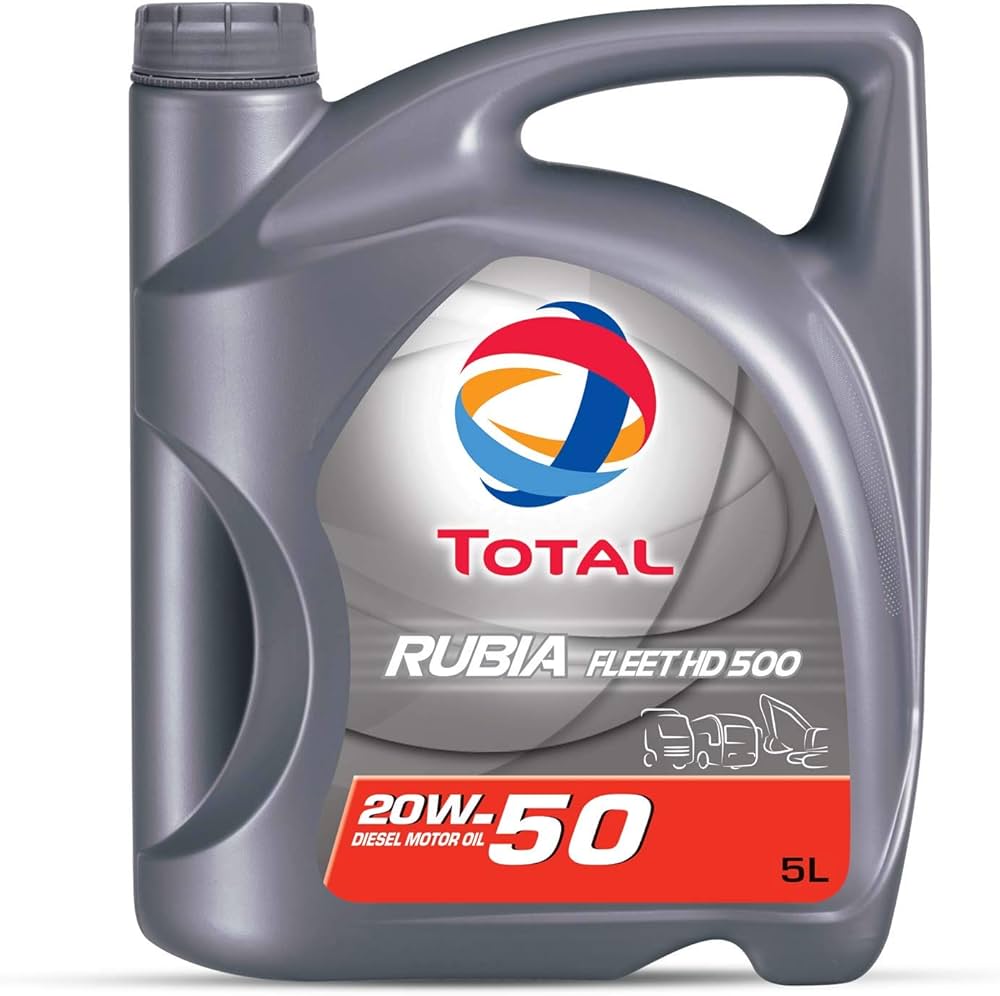 TOTAL
RUBIA FLEET HD 500
20W-50
DIESEL MOTOR OIL
5L